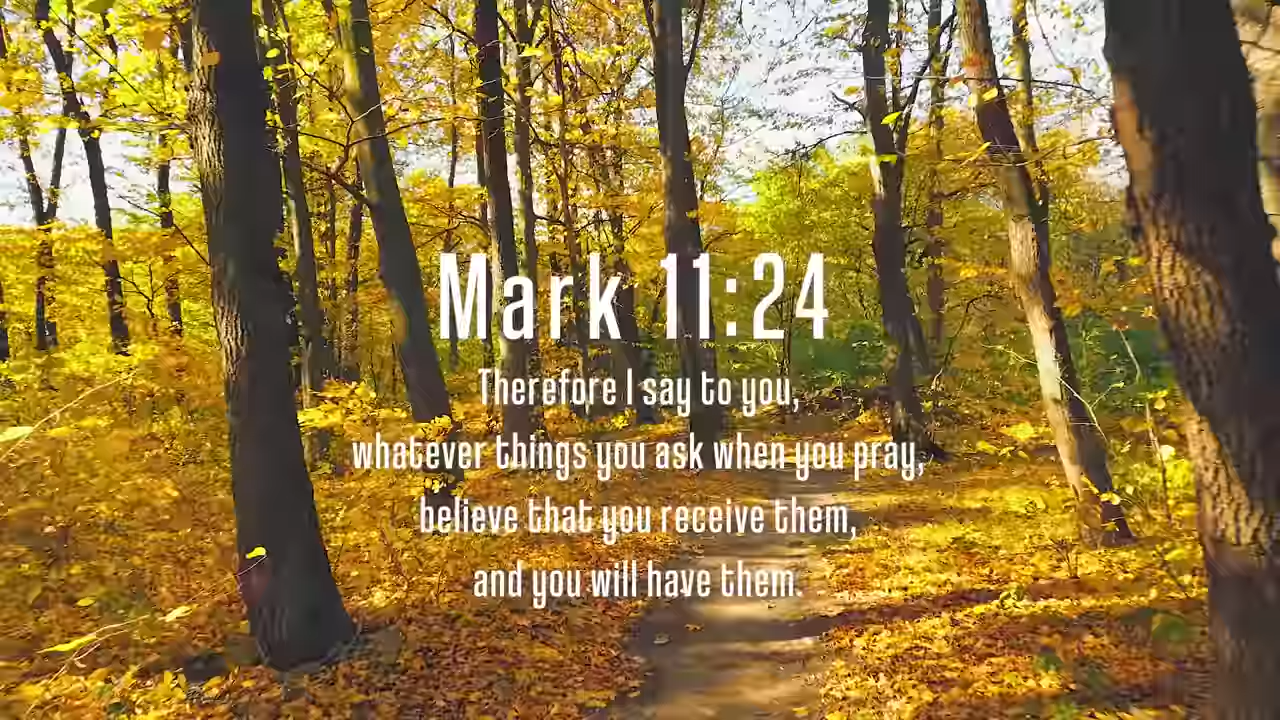 Mark 11:24
Therefore I say to you,
whatever things you ask when you pray,
believe that you receive them,
and you will have them.